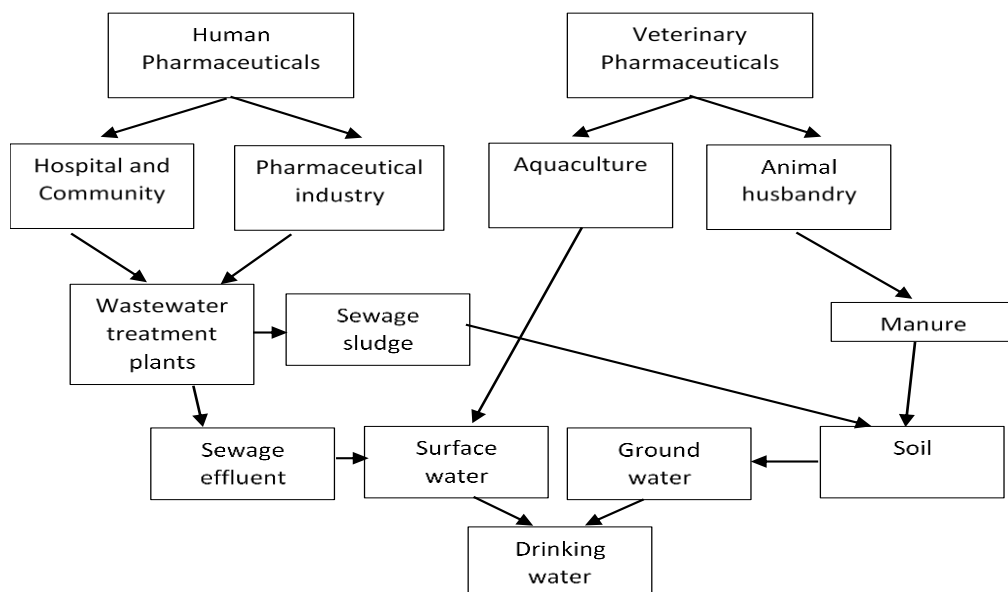 Human
Pharmaceuticals
Veterinary
Pharmaceuticals
Hospital and
Community
Pharmaceutical
industry
Aquaculture
Animal
husbandry
Wastewater
treatment
plants
Sewage
sludge
Manure
Sewage
effluent
Surface
water
Ground
water
Soil
Drinking
water